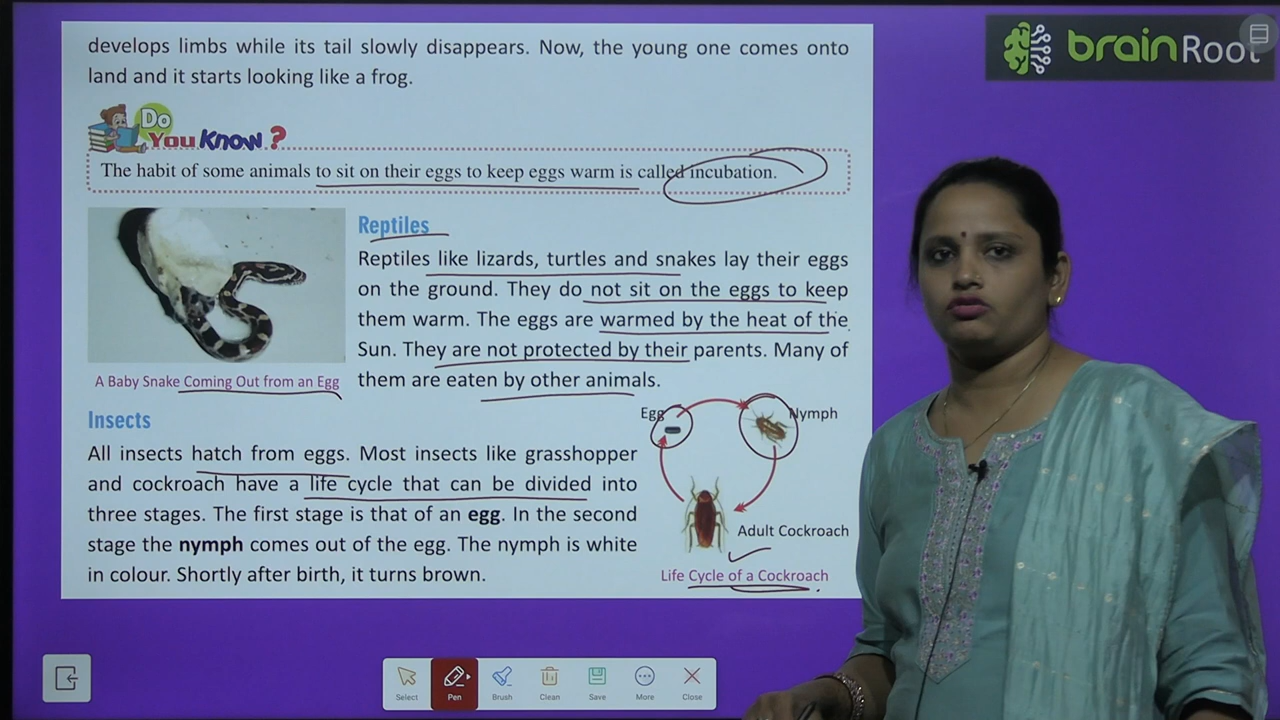 develops limbs while its tail slowly disappears. Now, the young one comes onto
land and it starts looking like a frog.
brainRoot
Do
You Know ?
The habit of some animals to sit on their eggs to keep eggs warm is called incubation.
Reptiles
Reptiles like lizards, turtles and snakes lay their eggs
on the ground. They do not sit on the eggs to keep
them warm. The eggs are warmed by the heat of the
Sun. They are not protected by their parents. Many of
them are eaten by other animals.
A Baby Snake Coming Out from an Egg
Insects
All insects hatch from eggs. Most insects like grasshopper
and cockroach have a life cycle that can be divided into
three stages. The first stage is that of an egg. In the second
stage the nymph comes out of the egg. The nymph is white
in colour. Shortly after birth, it turns brown.
Egg
Nymph
Adult Cockroach
Life Cycle of a Cockroach
Select
Pen
Brush
Clean
Save
More
Close